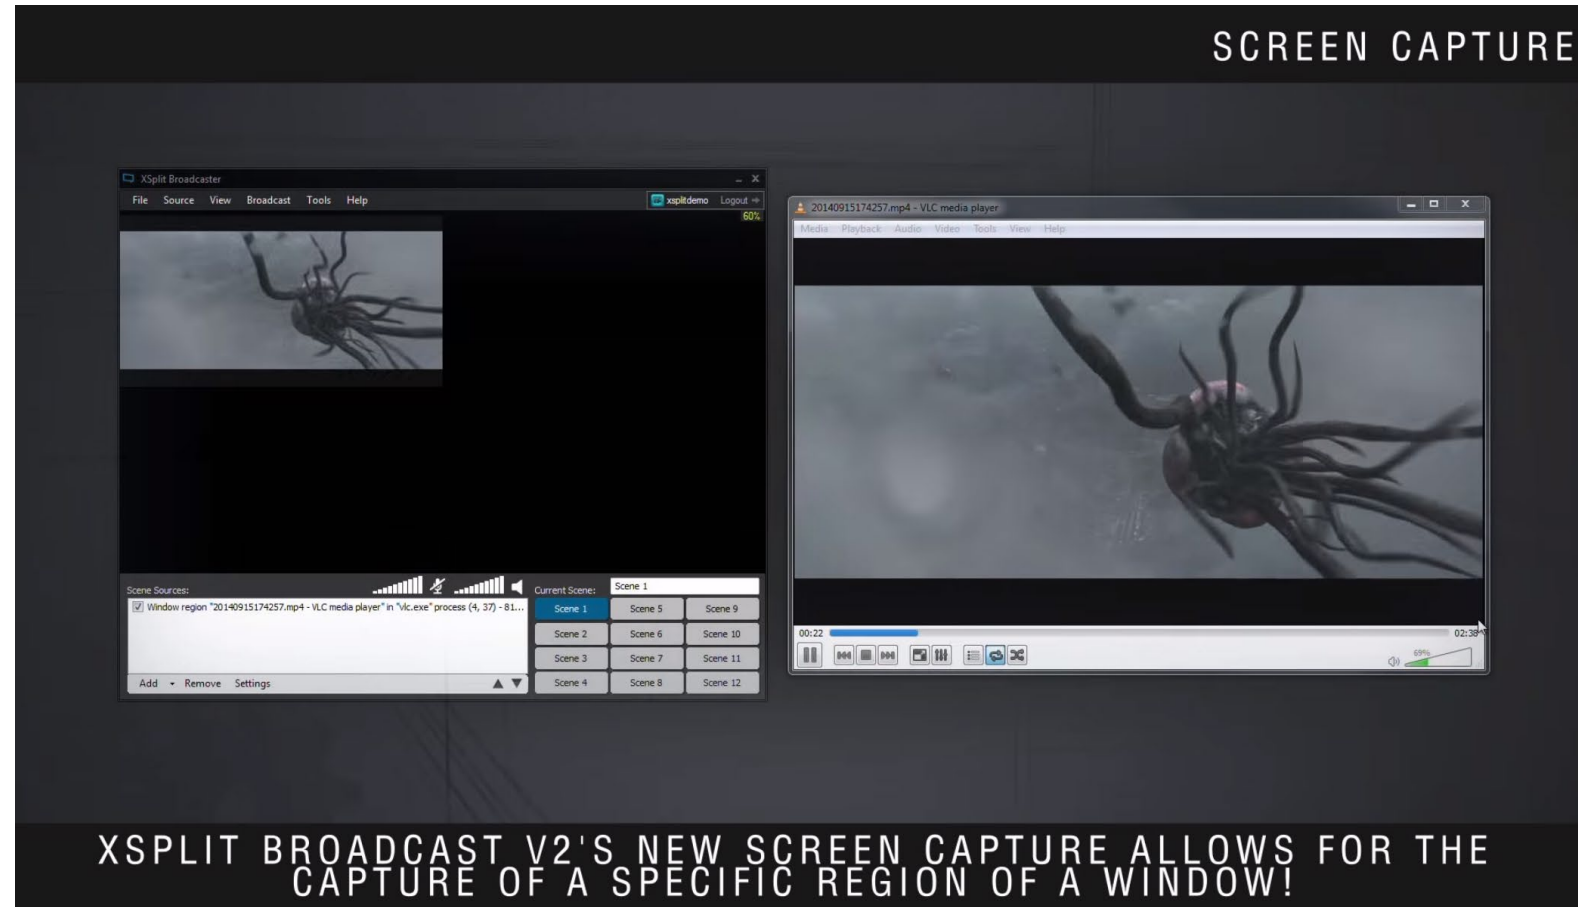 SCREEN CAPTURE
XSplit Broadcaster
File Source View Broadcast Tools Help
xsplitdemo Logout
60%
20140915174257.mp4 - VLC media player
Media Playback Audio Video Tools View Help
Scene Sources:
Window region "20140915174257.mp4 - VLC media player" in "vlc.exe" process (4, 37) - 81...
Add Remove Settings
Current Scene: Scene 1
Scene 1 Scene 5 Scene 9
Scene 2 Scene 6 Scene 10
Scene 3 Scene 7 Scene 11
Scene 4 Scene 8 Scene 12
00:22 02:38
69%
XSPLIT BROADCAST V2'S NEW SCREEN CAPTURE ALLOWS FOR THE
CAPTURE OF A SPECIFIC REGION OF A WINDOW!